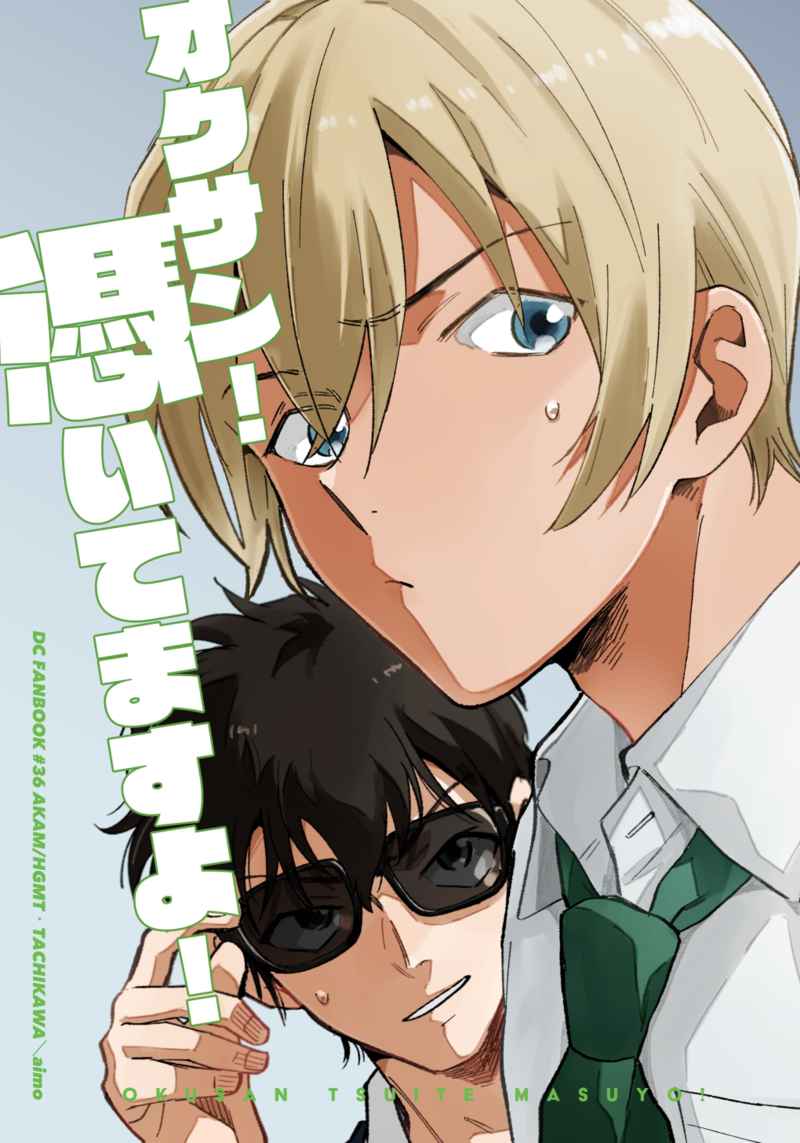 オクサン!
憑いてますよ!
DC FANBOOK #36 AKAM/HGMT · TACHIKAWA＼aimo
OKUSAN TSUITE MASUYO!